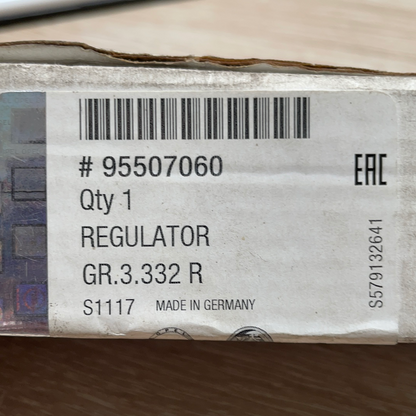 # 95507060
Qty 1
REGULATOR
GR.3.332 R
S1117 MADE IN GERMANY
EAC
S579132641